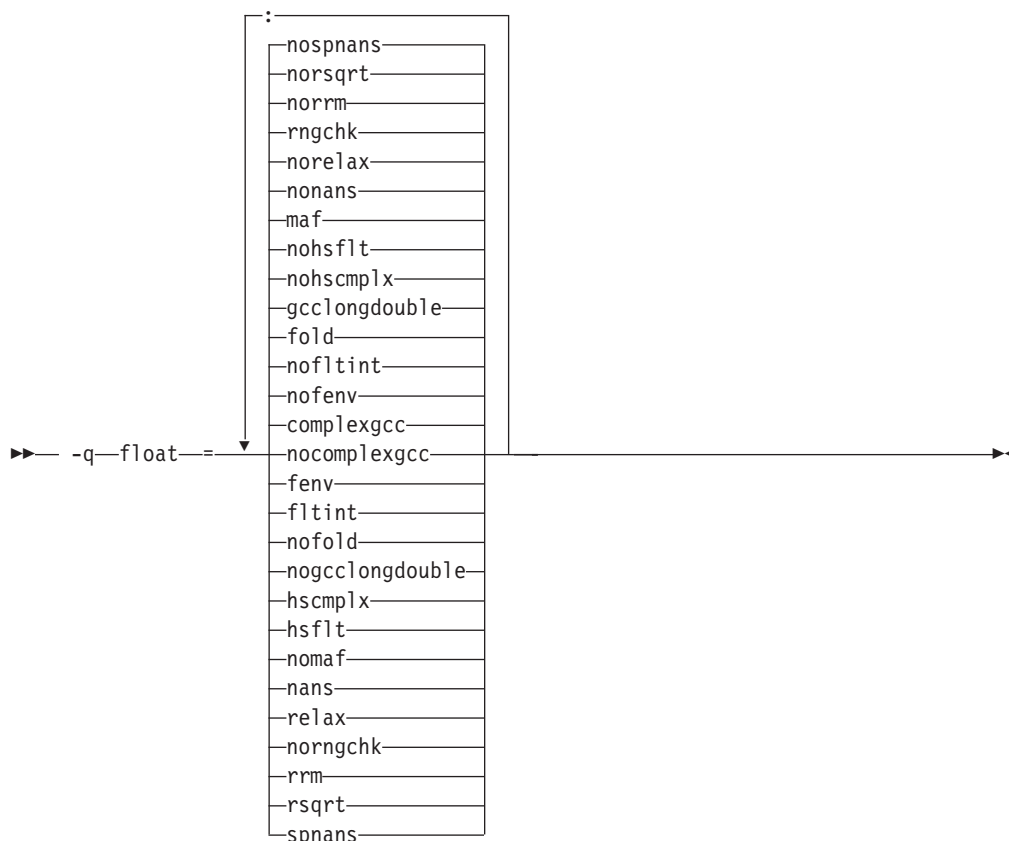 :
nospnans
norsqrt
norrm
rngchk
norelax
nonans
maf
nohsflt
nohscmplx
gcclongdouble
fold
nofltint
nofenv
complexgcc
-q float = nocomplexgcc
fenv
fltint
nofold
nogcclongdouble
hscmplx
hsflt
nomaf
nans
relax
norngchk
rrm
rsqrt
spnans